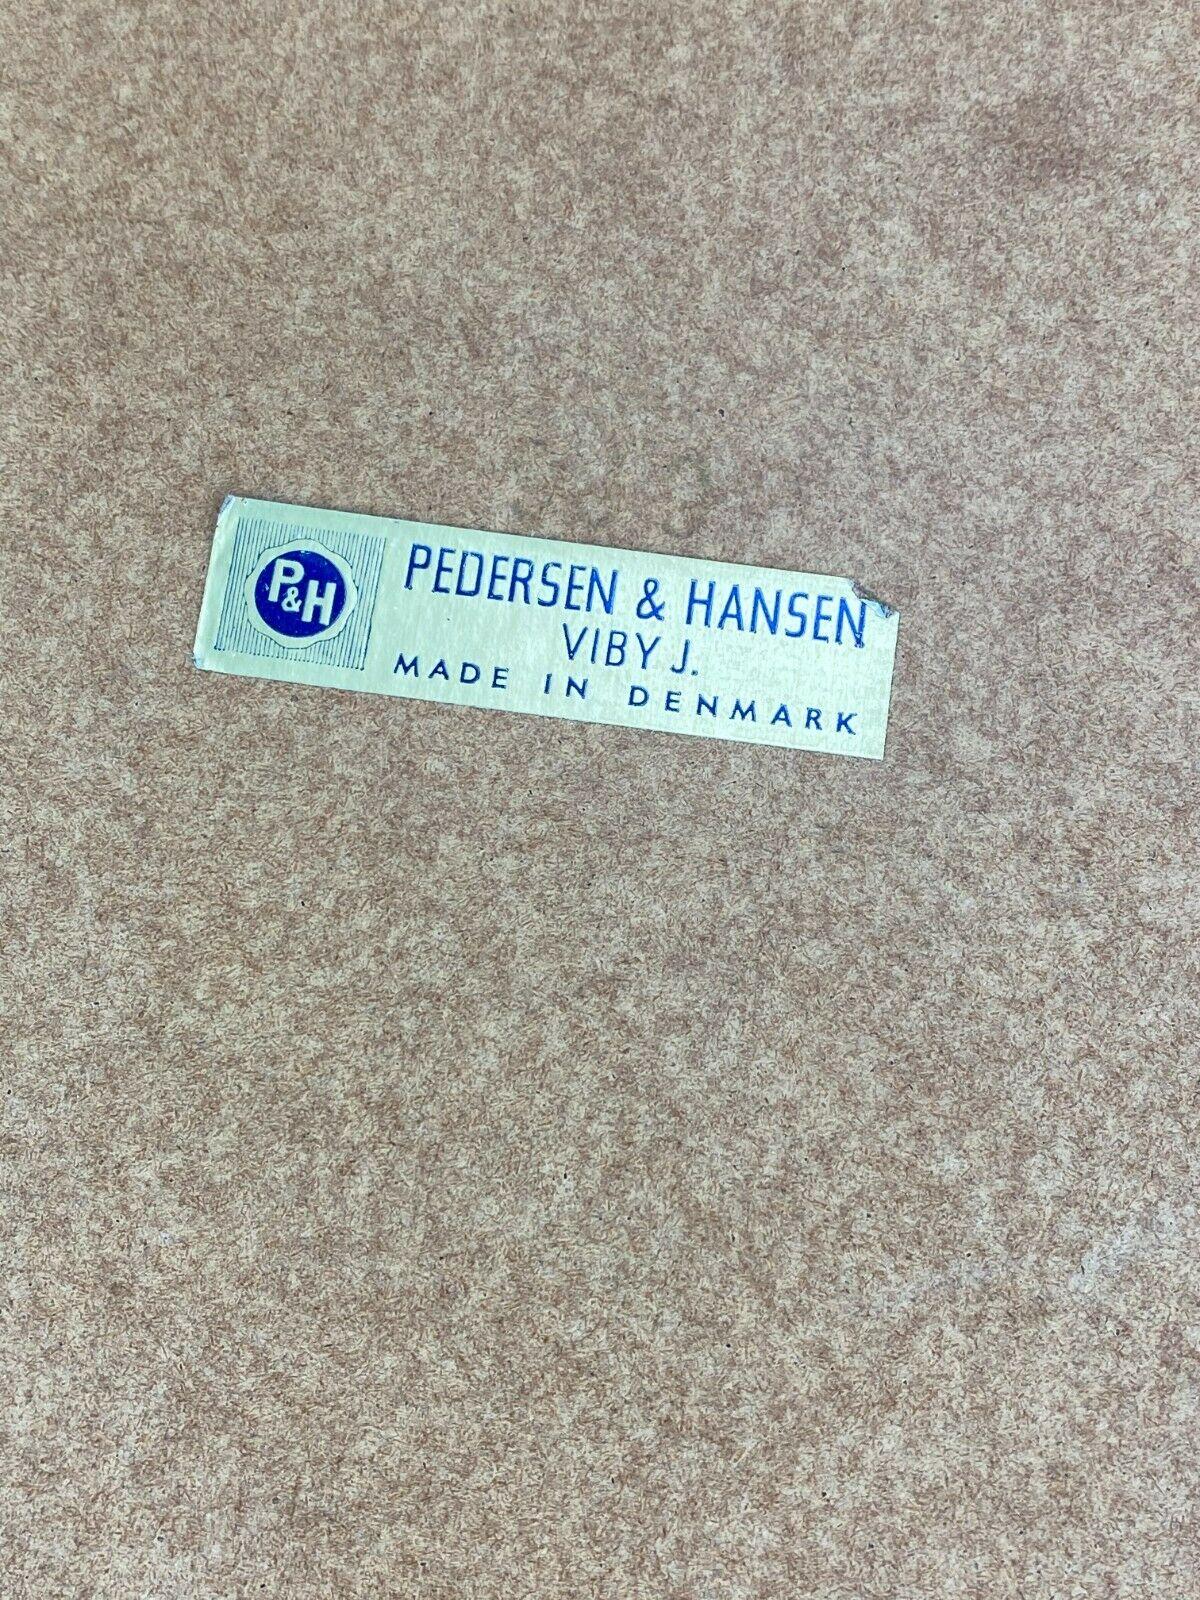 P&H
PEDERSEN & HANSEN
VIBY J.
MADE IN DENMARK